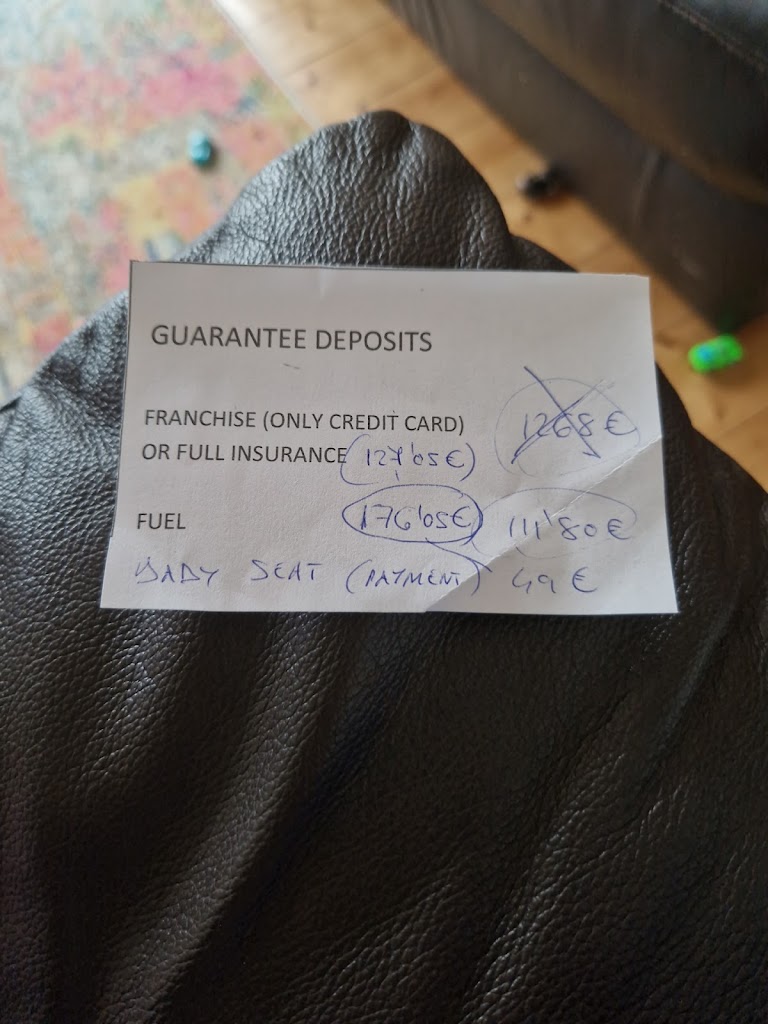 GUARANTEE DEPOSITS
FRANCHISE (ONLY CREDIT CARD) 1268 €
OR FULL INSURANCE (127'05 €)
FUEL 176'05€ 111'80 €
BABY SEAT (PAYMENT) 49 €